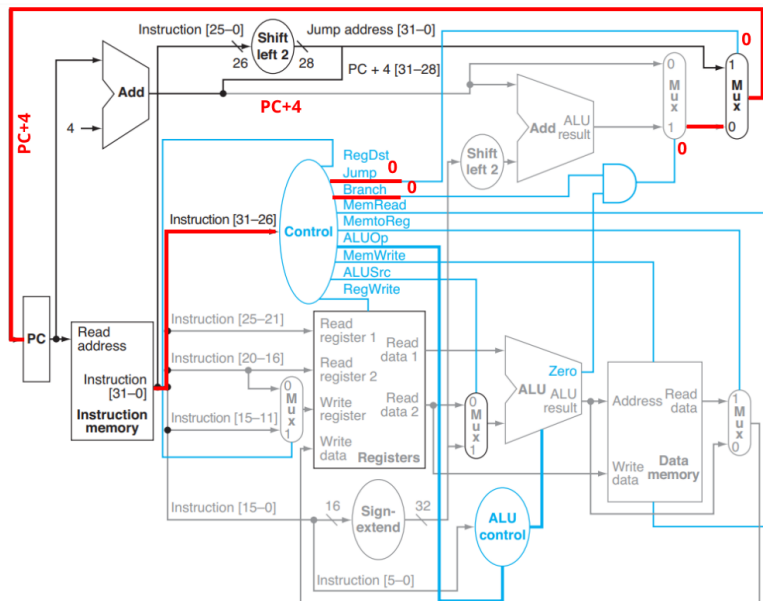 Instruction [25–0]
Shift
left 2
Jump address [31–0]
26
28
PC + 4 [31–28]
0
1
M
u
x
0
0
M
u
x
1
0
Add
4
PC+4
PC+4
Add
ALU
result
Shift
left 2
RegDst
Jump
0
Branch
0
MemRead
MemtoReg
ALUOp
MemWrite
ALUSrc
RegWrite
Instruction [31–26]
Control
PC
Read
address
Instruction
[31–0]
Instruction
memory
Instruction [25–21]
Instruction [20–16]
Instruction [15–11]
0
M
u
x
1
Read
register 1
Read
register 2
Write
register
Write
data
Read
data 1
Read
data 2
Registers
0
M
u
x
1
Zero
ALU
ALU
result
Address
Read
data
Write
data
Data
memory
1
M
u
x
0
Instruction [15–0]
16
Sign-
extend
32
ALU
control
Instruction [5–0]